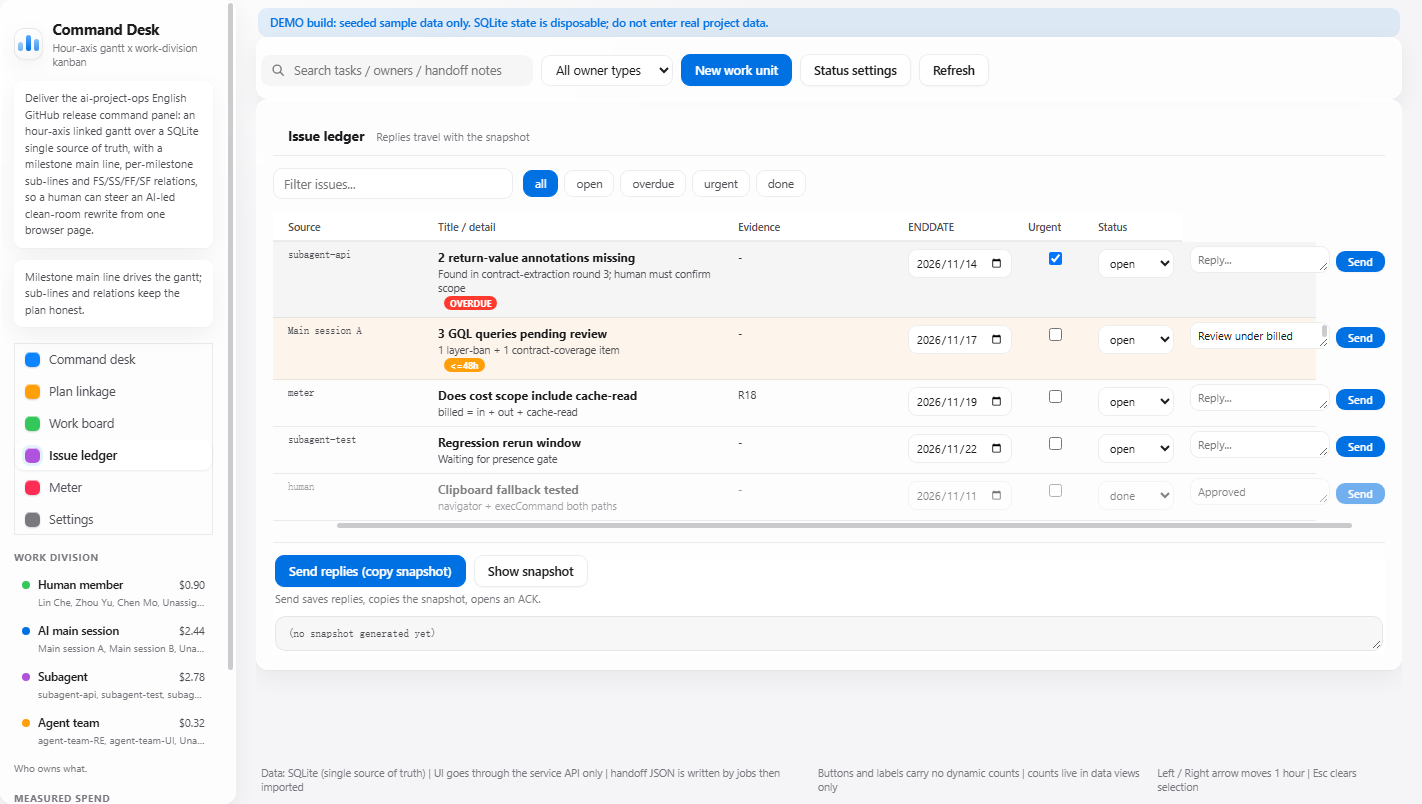 Command Desk
Hour-axis gantt x work-division
kanban
Deliver the ai-project-ops English
GitHub release command panel: an
hour-axis linked gantt over a SQLite
single source of truth, with a
milestone main line, per-milestone
sub-lines and FS/SS/FF/SF relations,
so a human can steer an AI-led
clean-room rewrite from one
browser page.
Milestone main line drives the gantt;
sub-lines and relations keep the
plan honest.
Command desk
Plan linkage
Work board
Issue ledger
Meter
Settings
WORK DIVISION
Human member $0.90
Lin Che, Zhou Yu, Chen Mo, Unassig...
AI main session $2.44
Main session A, Main session B, Una...
Subagent $2.78
subagent-api, subagent-test, subag...
Agent team $0.32
agent-team-RE, agent-team-UI, Una...
Who owns what.
MEASURED SPEND
DEMO build: seeded sample data only. SQLite state is disposable; do not enter real project data.
Search tasks / owners / handoff notes All owner types New work unit Status settings Refresh
Issue ledger Replies travel with the snapshot
Filter issues... all open overdue urgent done
Source Title / detail Evidence ENDDATE Urgent Status
subagent-api 2 return-value annotations missing - 2026/11/14 open Reply... Send
Found in contract-extraction round 3; human must confirm
scope
OVERDUE
Main session A 3 GQL queries pending review - 2026/11/17 open Review under billed Send
1 layer-ban + 1 contract-coverage item
<=48h
meter Does cost scope include cache-read R18 2026/11/19 open Reply... Send
billed = in + out + cache-read
subagent-test Regression rerun window - 2026/11/22 open Reply... Send
Waiting for presence gate
human Clipboard fallback tested - 2026/11/11 done Approved Send
navigator + execCommand both paths
Send replies (copy snapshot) Show snapshot
Send saves replies, copies the snapshot, opens an ACK.
(no snapshot generated yet)
Data: SQLite (single source of truth) | UI goes through the service API only | handoff JSON is written by jobs then
imported
Buttons and labels carry no dynamic counts | counts live in data views
only
Left / Right arrow moves 1 hour | Esc clears
selection